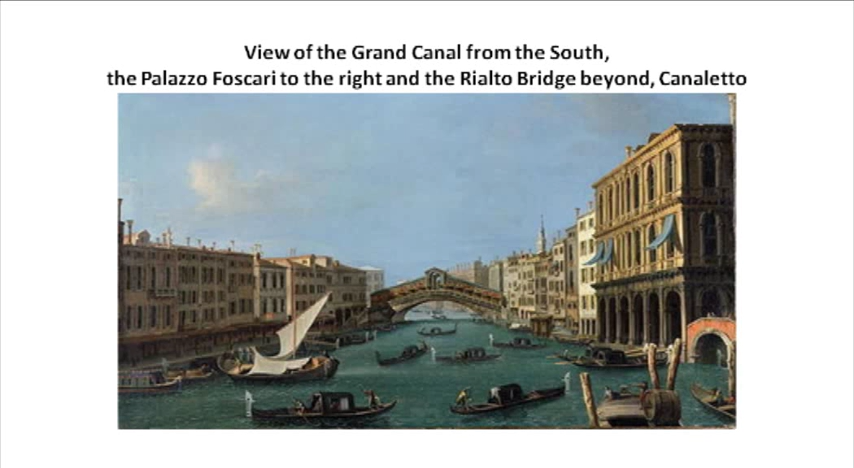 View of the Grand Canal from the South,
the Palazzo Foscari to the right and the Rialto Bridge beyond, Canaletto